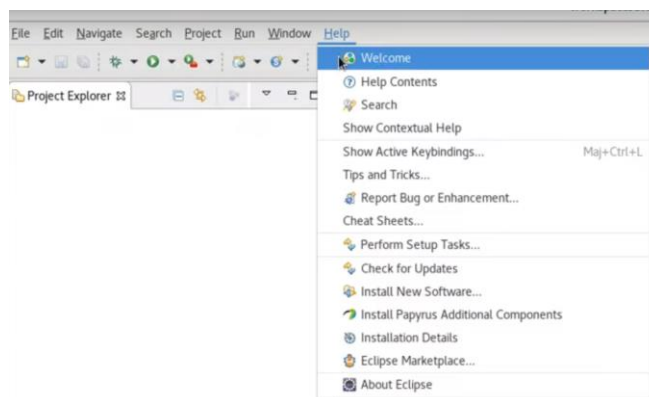 File Edit Navigate Search Project Run Window Help
Project Explorer
Welcome
Help Contents
Search
Show Contextual Help
Show Active Keybindings... Maj+Ctrl+L
Tips and Tricks...
Report Bug or Enhancement...
Cheat Sheets...
Perform Setup Tasks...
Check for Updates
Install New Software...
Install Papyrus Additional Components
Installation Details
Eclipse Marketplace...
About Eclipse